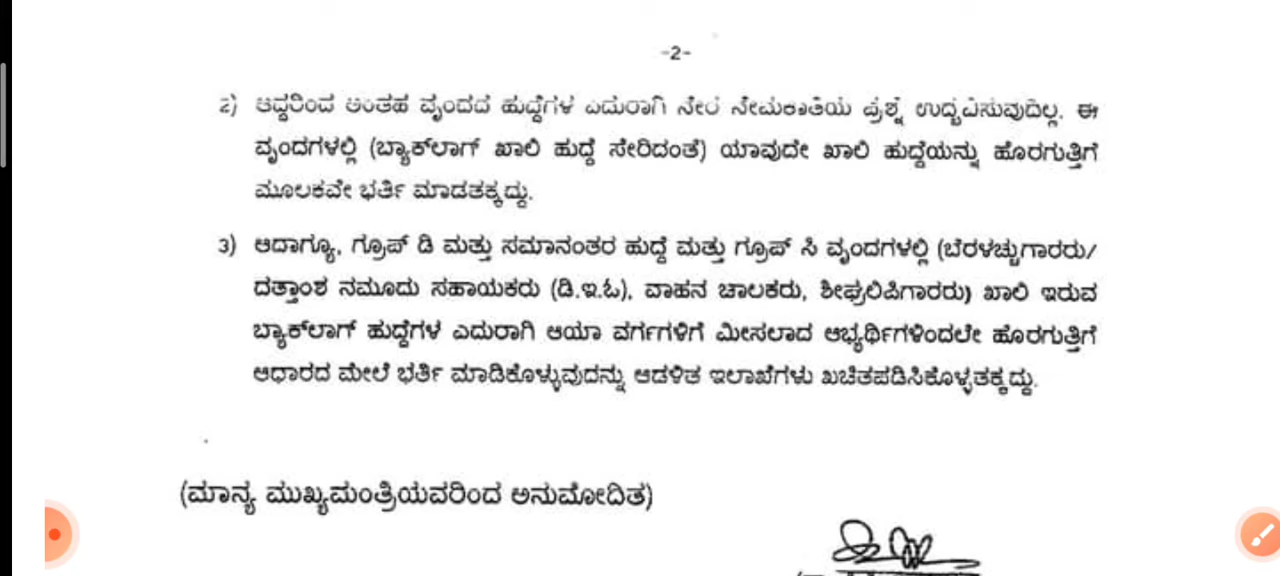 -2-
2) ಆದ್ದರಿಂದ ಅಂತಹ ವೃಂದದ ಹುದ್ದೆಗಳ ಎದುರಾಗಿ ನೇರ ನೇಮಕಾತಿಯ ಪ್ರಶ್ನೆ ಉದ್ಭವಿಸುವುದಿಲ್ಲ. ಈ
ವೃಂದಗಳಲ್ಲಿ (ಬ್ಯಾಕ್‌ಲಾಗ್ ಖಾಲಿ ಹುದ್ದೆ ಸೇರಿದಂತೆ) ಯಾವುದೇ ಖಾಲಿ ಹುದ್ದೆಯನ್ನು ಹೊರಗುತ್ತಿಗೆ
ಮೂಲಕವೇ ಭರ್ತಿ ಮಾಡತಕ್ಕದ್ದು.
3) ಆದಾಗ್ಯೂ, ಗ್ರೂಪ್ ಡಿ ಮತ್ತು ಸಮಾನಂತರ ಹುದ್ದೆ ಮತ್ತು ಗ್ರೂಪ್ ಸಿ ವೃಂದಗಳಲ್ಲಿ (ಬೆರಳಚ್ಚುಗಾರರು/
ದತ್ತಾಂಶ ನಮೂದು ಸಹಾಯಕರು (ಡಿ.ಇ.ಓ), ವಾಹನ ಚಾಲಕರು, ಶೀಘ್ರಲಿಪಿಗಾರರು) ಖಾಲಿ ಇರುವ
ಬ್ಯಾಕ್‌ಲಾಗ್ ಹುದ್ದೆಗಳ ಎದುರಾಗಿ ಆಯಾ ವರ್ಗಗಳಿಗೆ ಮೀಸಲಾದ ಅಭ್ಯರ್ಥಿಗಳಿಂದಲೇ ಹೊರಗುತ್ತಿಗೆ
ಆಧಾರದ ಮೇಲೆ ಭರ್ತಿ ಮಾಡಿಕೊಳ್ಳುವುದನ್ನು ಆಡಳಿತ ಇಲಾಖೆಗಳು ಖಚಿತಪಡಿಸಿಕೊಳ್ಳತಕ್ಕದ್ದು.
(ಮಾನ್ಯ ಮುಖ್ಯಮಂತ್ರಿಯವರಿಂದ ಅನುಮೋದಿತ)